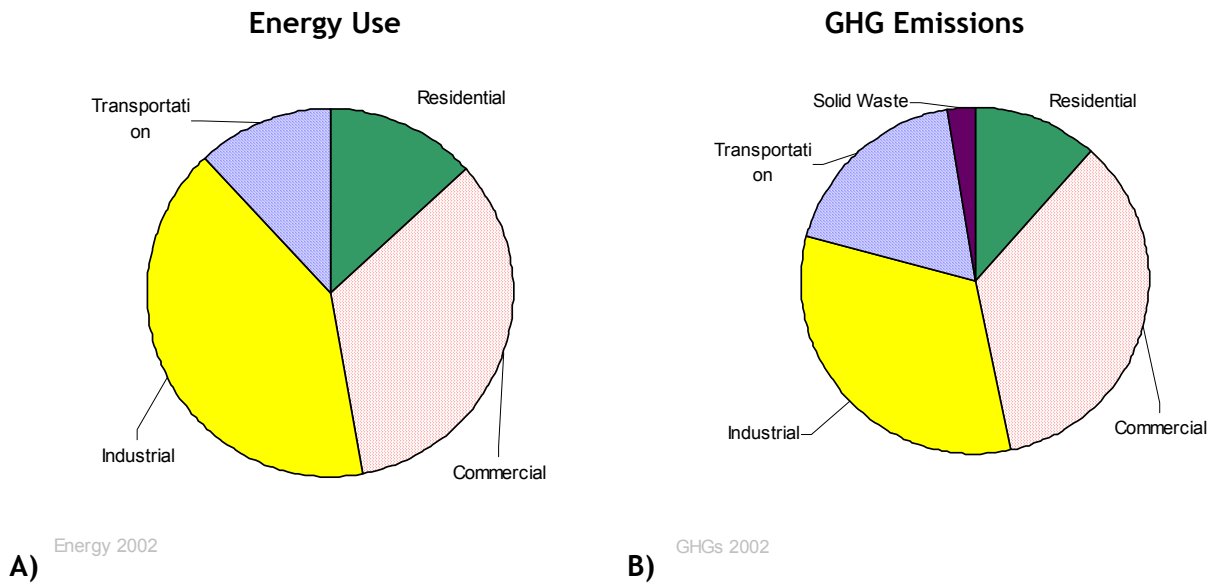 Energy Use
Transportati
on
Residential
Industrial
Commercial
Energy 2002
A)
GHG Emissions
Solid Waste
Residential
Transportati
on
Industrial
Commercial
GHGs 2002
B)